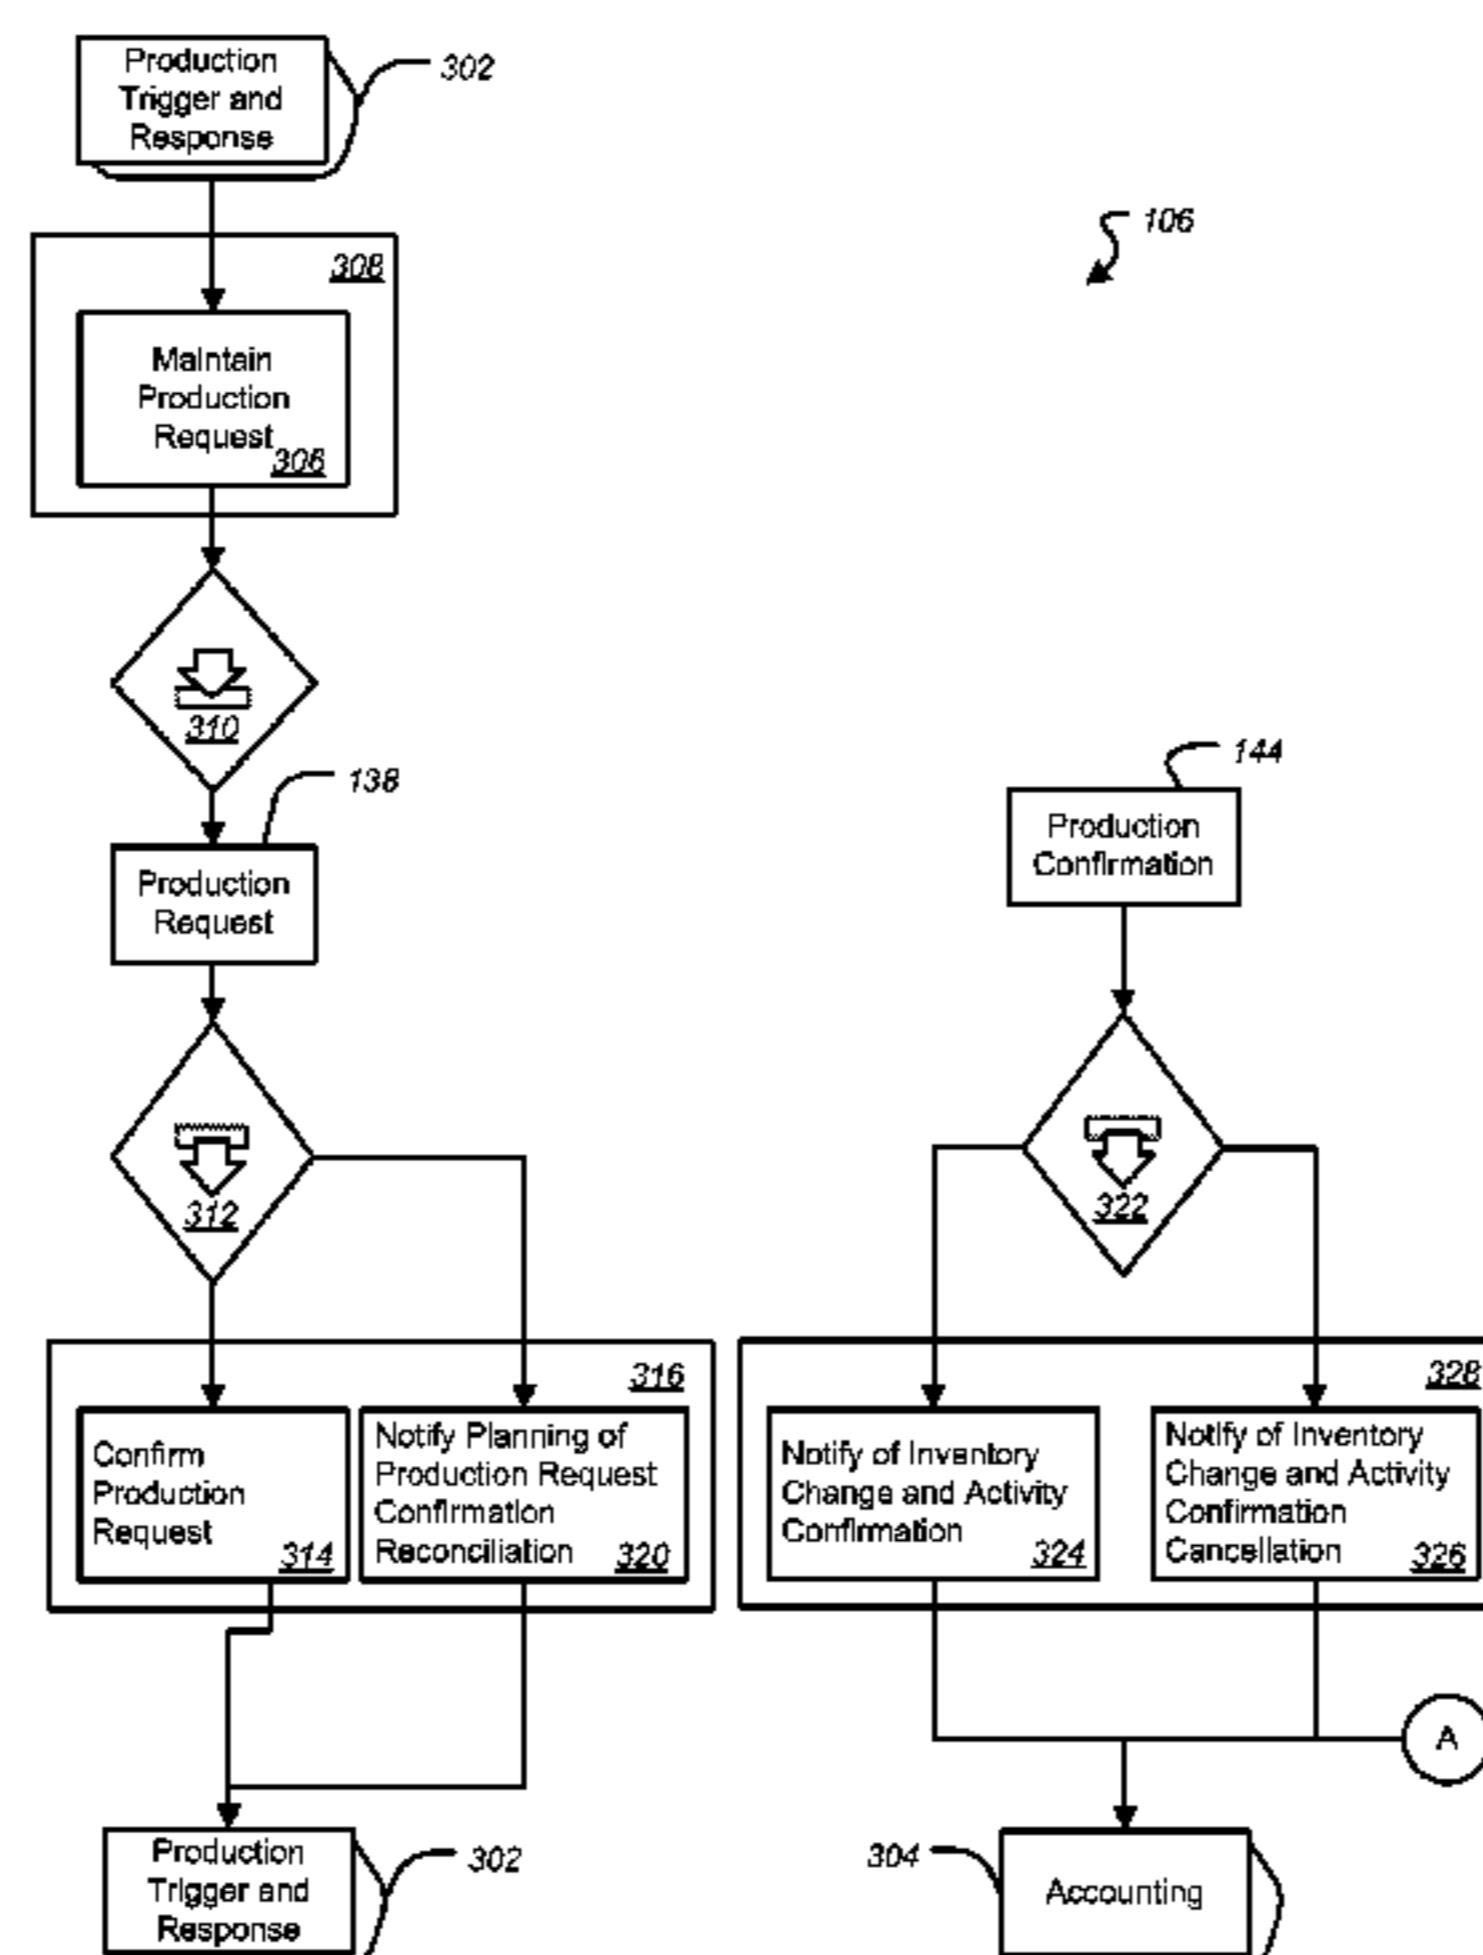 Production
Trigger and
Response
302
106
308
Maintain
Production
Request
306
310
138
Production
Request
144
Production
Confirmation
312
322
316
Confirm
Production
Request
314
Notify Planning of
Production Request
Confirmation
Reconciliation
320
328
Notify of Inventory
Change and Activity
Confirmation
324
Notify of Inventory
Change and Activity
Confirmation
Cancellation
326
A
Production
Trigger and
Response
302
304
Accounting